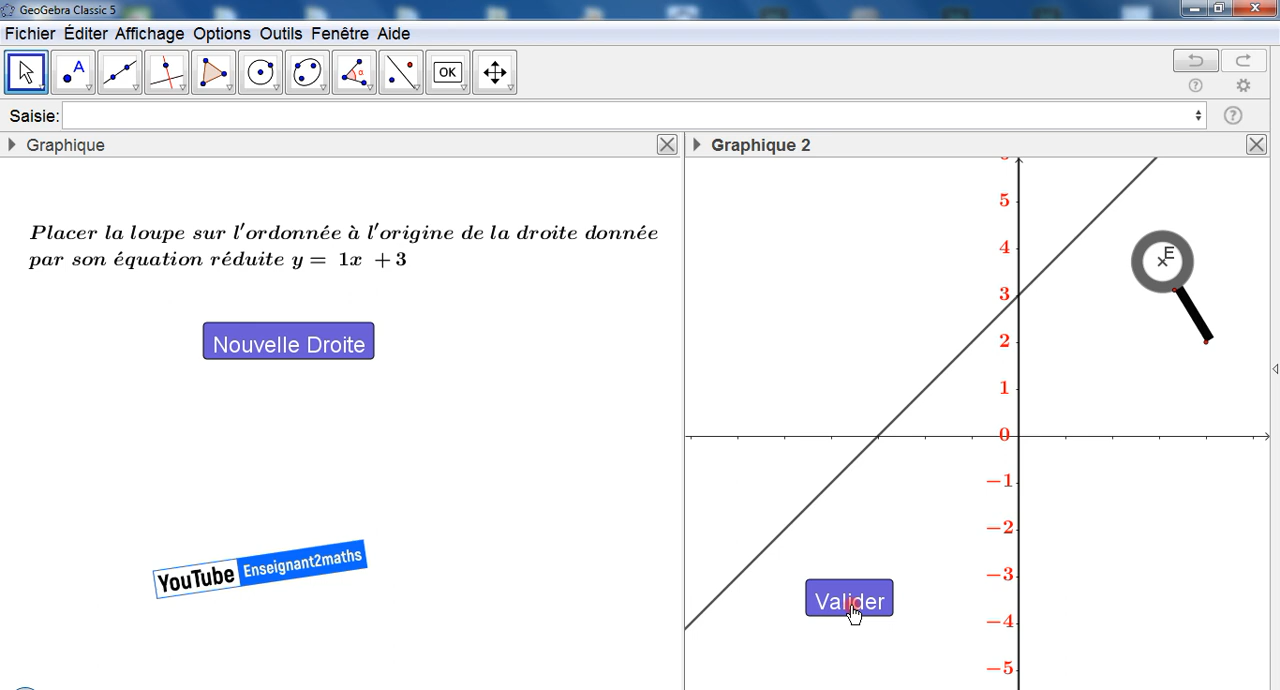 GeoGebra Classic 5
Fichier Éditer Affichage Options Outils Fenêtre Aide
A
α
OK
Saisie:
Graphique
Graphique 2
Placer la loupe sur l'ordonnée à l'origine de la droite donnée
par son équation réduite y = 1x + 3
Nouvelle Droite
YouTube Enseignant2maths
5
4
3
2
1
0
−1
−2
−3
−4
−5
E
Valider